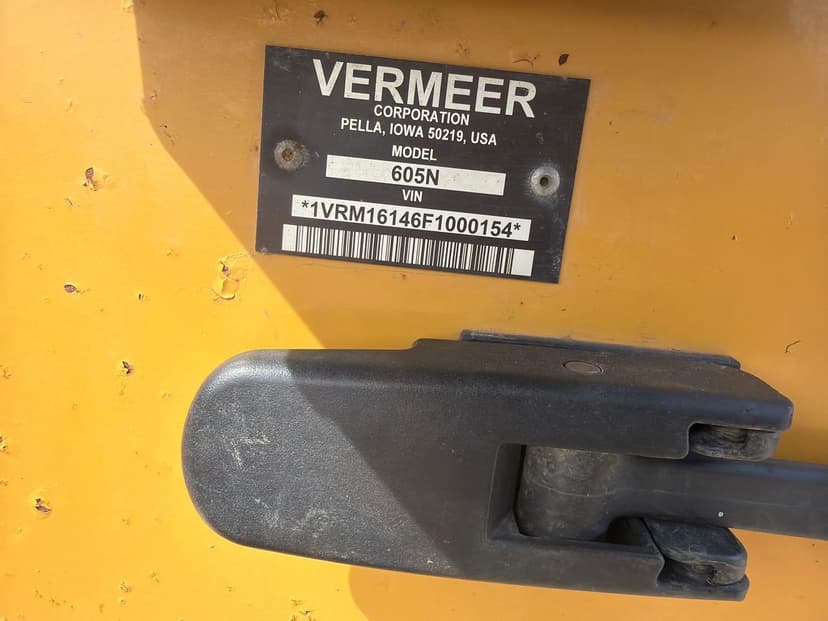 VERMEER
CORPORATION
PELLA, IOWA 50219, USA
MODEL
605N
VIN
*1VRM16146F1000154*